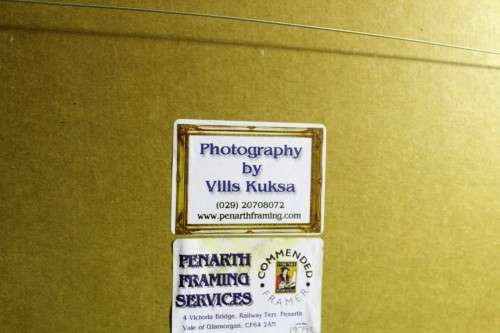 Photography
by
Vilis Kuksa
(029) 20708072
www.penarthframing.com
PENARTH
FRAMING
SERVICES
COMMENDED
FRAMER
4 Victoria Bridge, Railway Terr, Penarth
Vale of Glamorgan, CF64